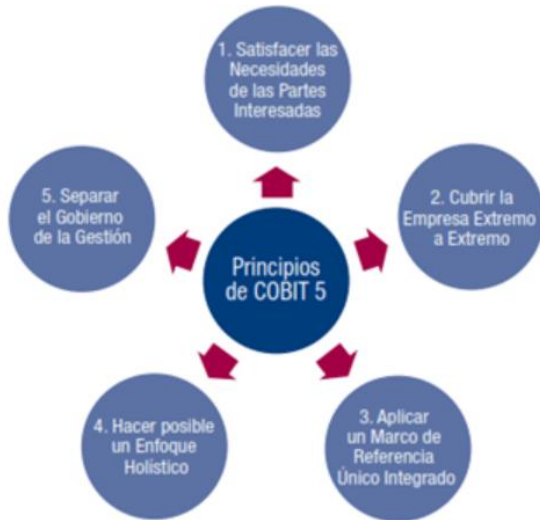 1. Satisfacer las
Necesidades
de las Partes
Interesadas
5. Separar
el Gobierno
de la Gestión
2. Cubrir la
Empresa Extremo
a Extremo
Principios
de COBIT 5
4. Hacer posible
un Enfoque
Holístico
3. Aplicar
un Marco de
Referencia
Único Integrado